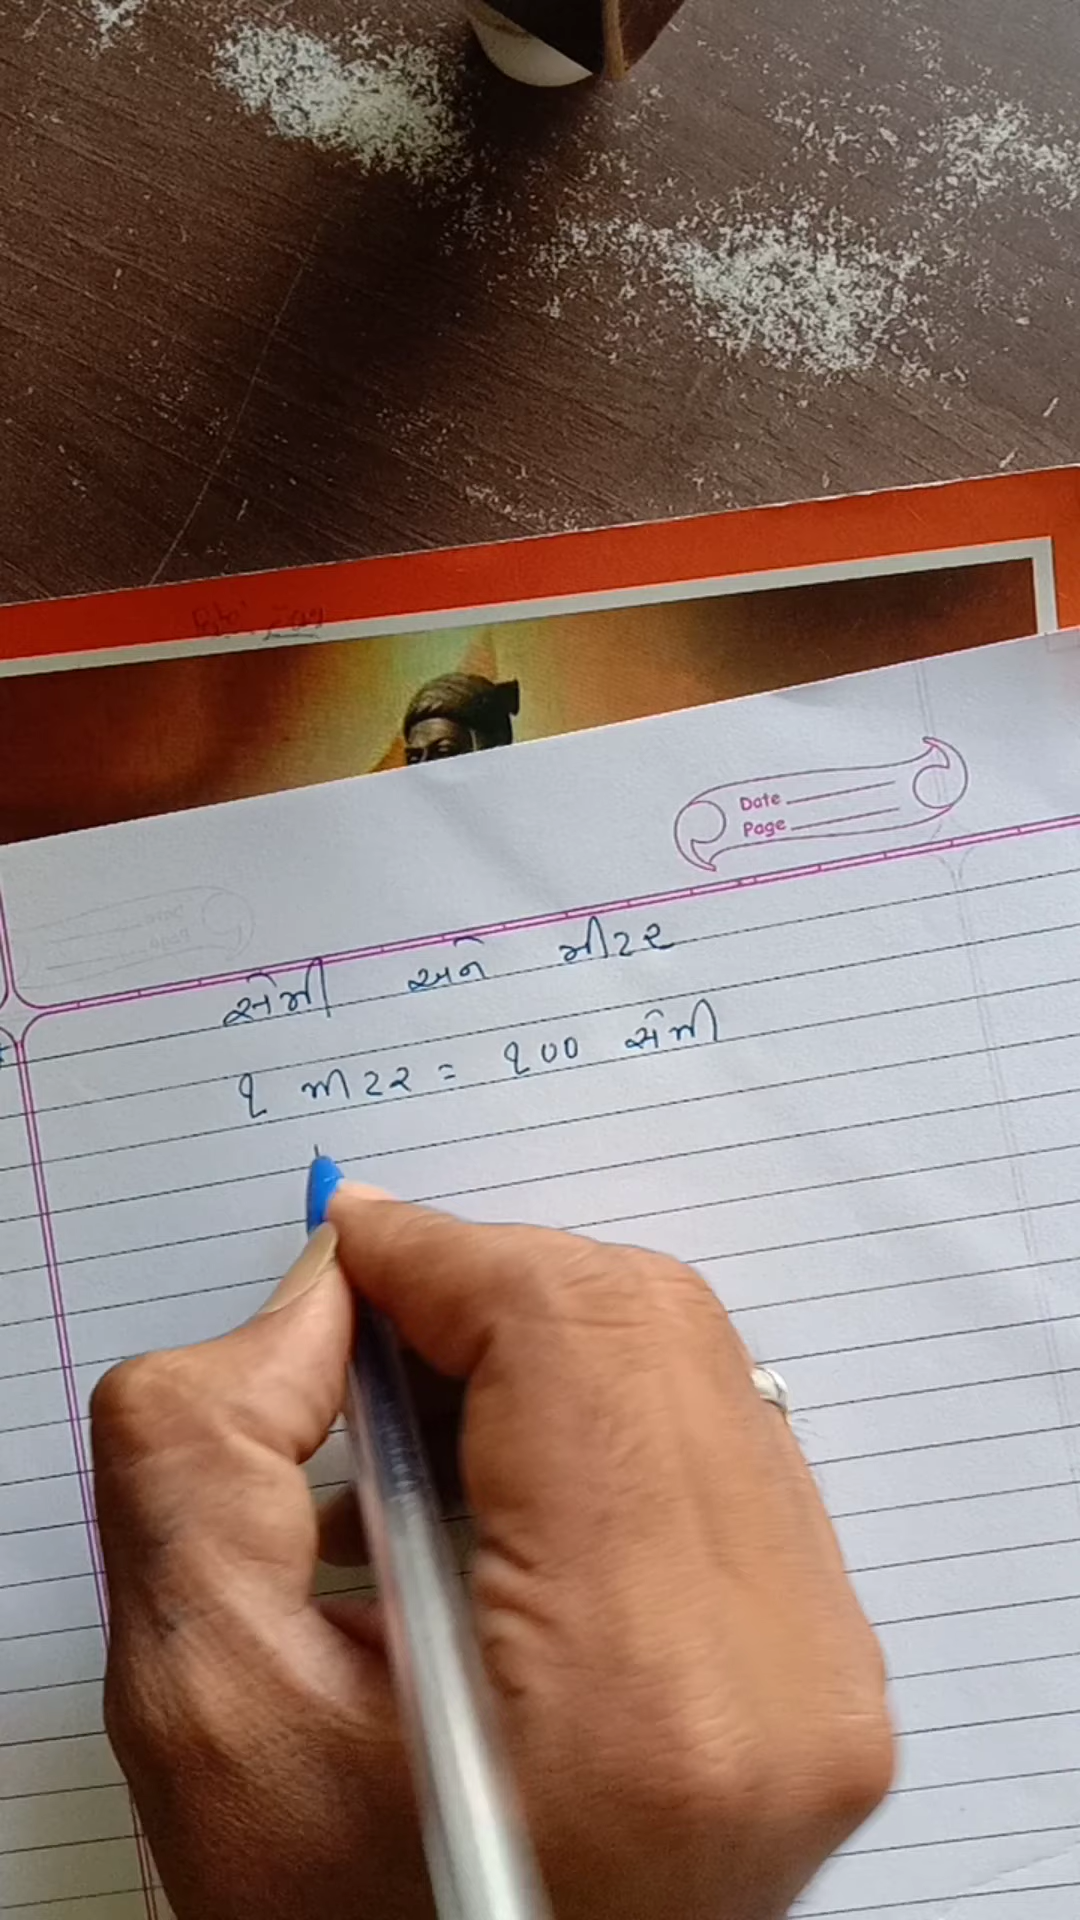 Date
Page
સેમી અને મીટર
૧ મીટર = ૧૦૦ સેમી